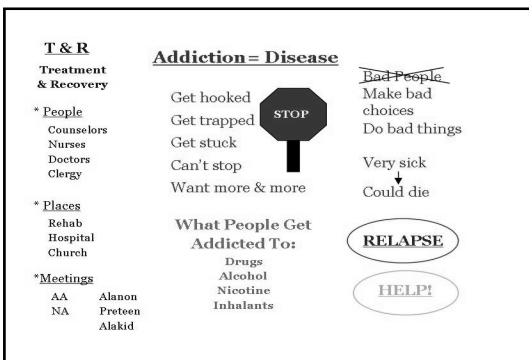 T & R
Treatment
& Recovery
* People
Counselors
Nurses
Doctors
Clergy
* Places
Rehab
Hospital
Church
*Meetings
AA Alanon
NA Preteen
Alakid
Addiction = Disease
Get hooked
Get trapped
Get stuck
Can't stop
Want more & more
STOP
What People Get
Addicted To:
Drugs
Alcohol
Nicotine
Inhalants
Bad People
Make bad
choices
Do bad things
Very sick
Could die
RELAPSE
HELP!